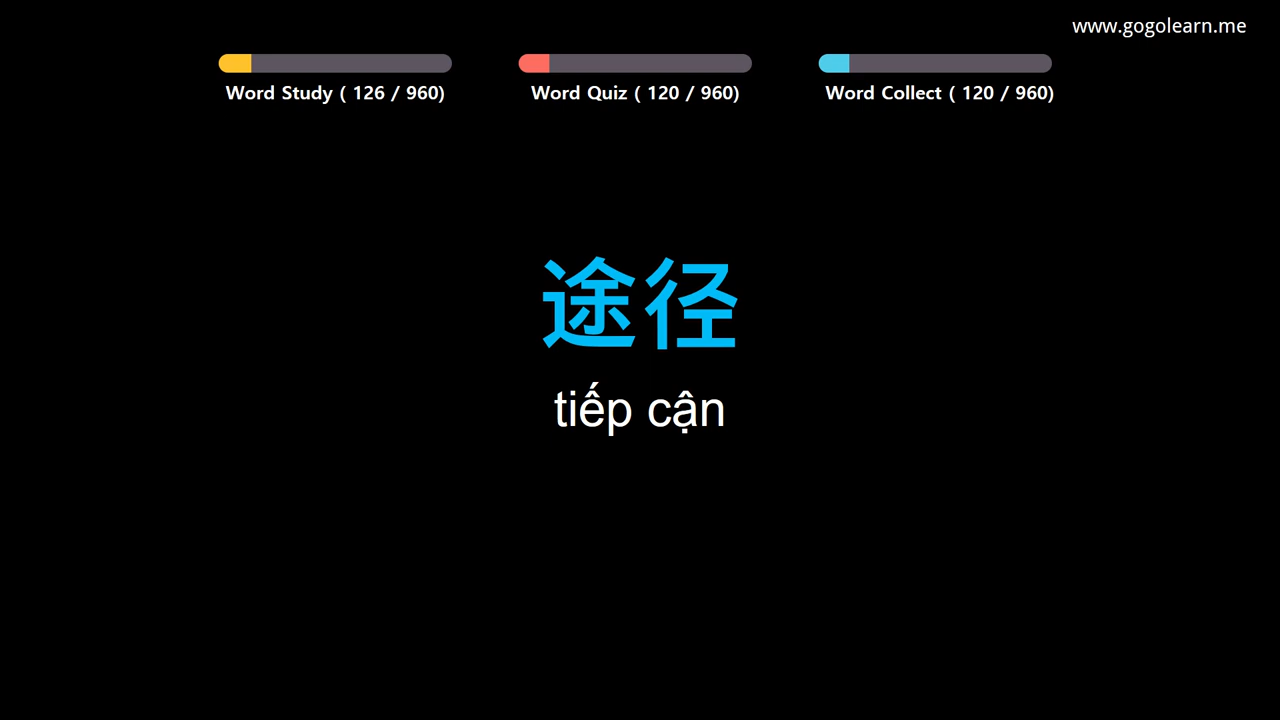 www.gogolearn.me
Word Study ( 126 / 960)
Word Quiz ( 120 / 960)
Word Collect ( 120 / 960)
途径
tiếp cận